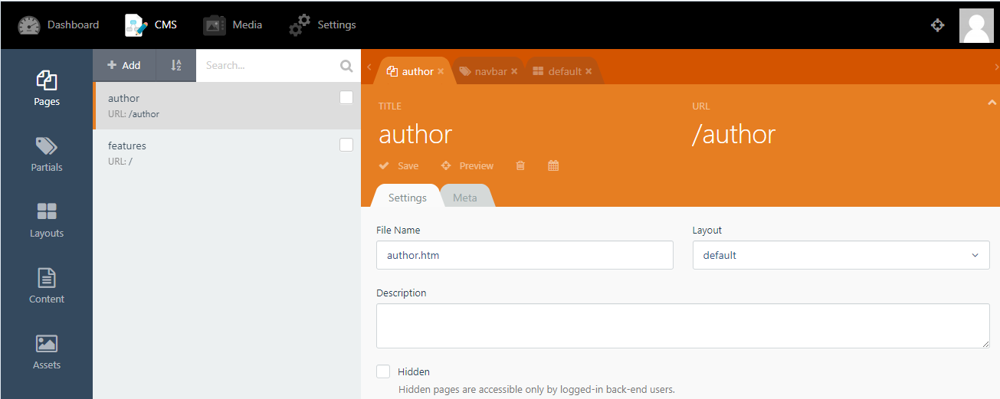 Dashboard CMS Media Settings
Pages
Partials
Layouts
Content
Assets
Add Search...
author
URL: /author
features
URL: /
author × navbar × default ×
TITLE URL
author /author
Save Preview
Settings Meta
File Name Layout
author.htm default
Description
Hidden
Hidden pages are accessible only by logged-in back-end users.